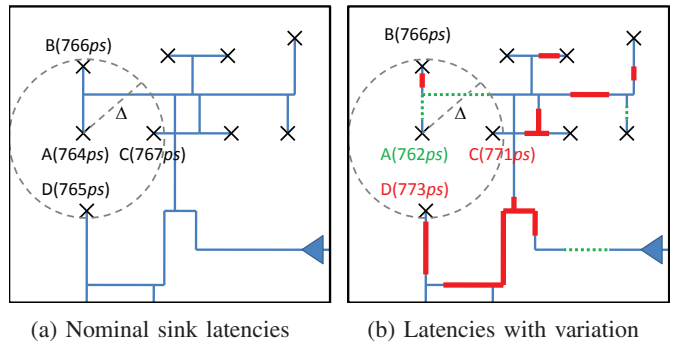 B(766ps)
Δ
A(764ps)
C(767ps)
D(765ps)
(a) Nominal sink latencies
B(766ps)
Δ
A(762ps)
C(771ps)
D(773ps)
(b) Latencies with variation